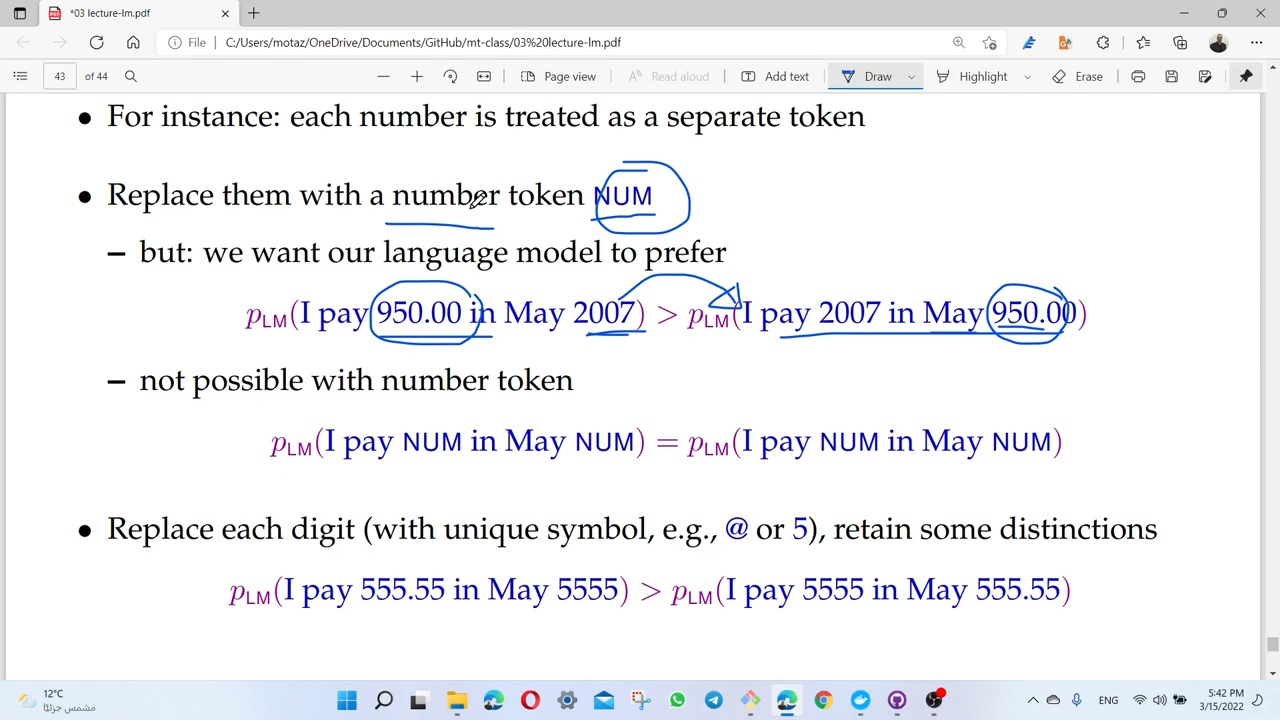 *03 lecture-lm.pdf
File C:/Users/motaz/OneDrive/Documents/GitHub/mt-class/03%20lecture-lm.pdf
43 of 44 Page view Read aloud Add text Draw Highlight Erase
• For instance: each number is treated as a separate token
• Replace them with a number token NUM
– but: we want our language model to prefer
pLM(I pay 950.00 in May 2007) > pLM(I pay 2007 in May 950.00)
– not possible with number token
pLM(I pay NUM in May NUM) = pLM(I pay NUM in May NUM)
• Replace each digit (with unique symbol, e.g., @ or 5), retain some distinctions
pLM(I pay 555.55 in May 5555) > pLM(I pay 5555 in May 555.55)
12°C
مشمس جزئيًا
ENG
5:42 PM
3/15/2022